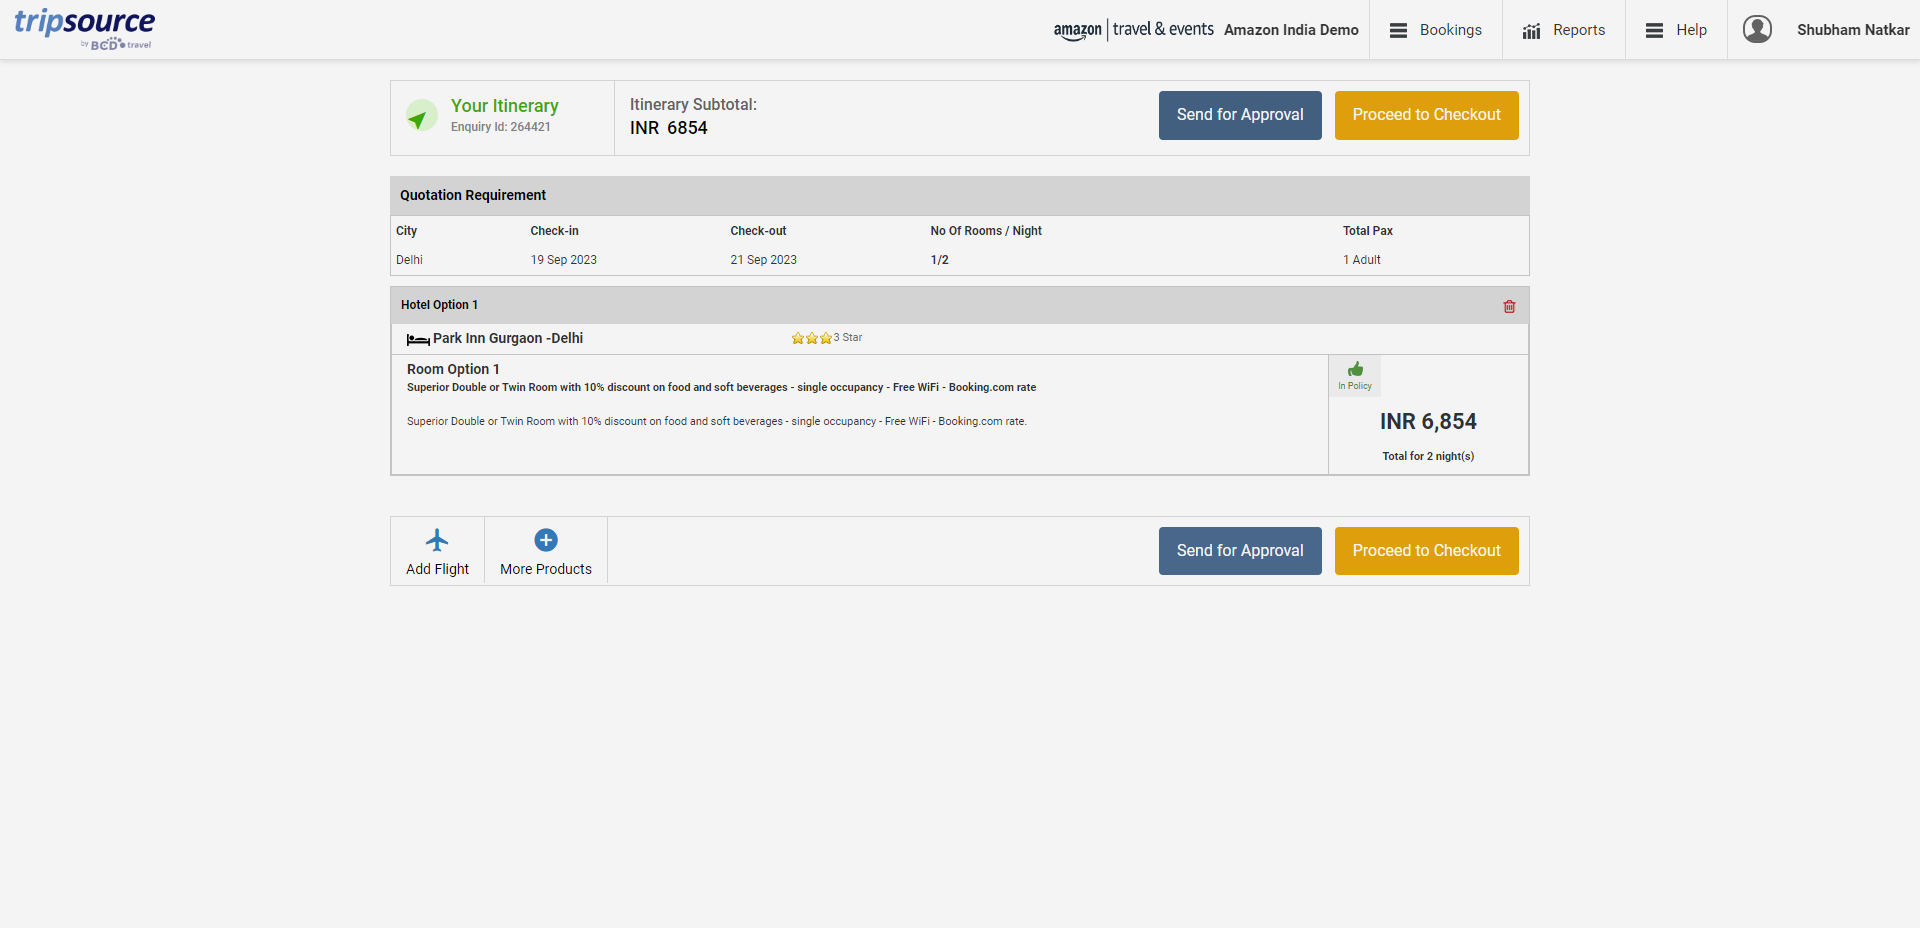 tripsource
by BCD travel
amazon travel & events Amazon India Demo
Bookings
Reports
Help
Shubham Natkar
Your Itinerary
Enquiry Id: 264421
Itinerary Subtotal:
INR 6854
Send for Approval
Proceed to Checkout
Quotation Requirement
City Check-in Check-out No Of Rooms / Night Total Pax
Delhi 19 Sep 2023 21 Sep 2023 1/2 1 Adult
Hotel Option 1
Park Inn Gurgaon -Delhi 3 Star
Room Option 1
Superior Double or Twin Room with 10% discount on food and soft beverages - single occupancy - Free WiFi - Booking.com rate
Superior Double or Twin Room with 10% discount on food and soft beverages - single occupancy - Free WiFi - Booking.com rate.
In Policy
INR 6,854
Total for 2 night(s)
Add Flight
More Products
Send for Approval
Proceed to Checkout